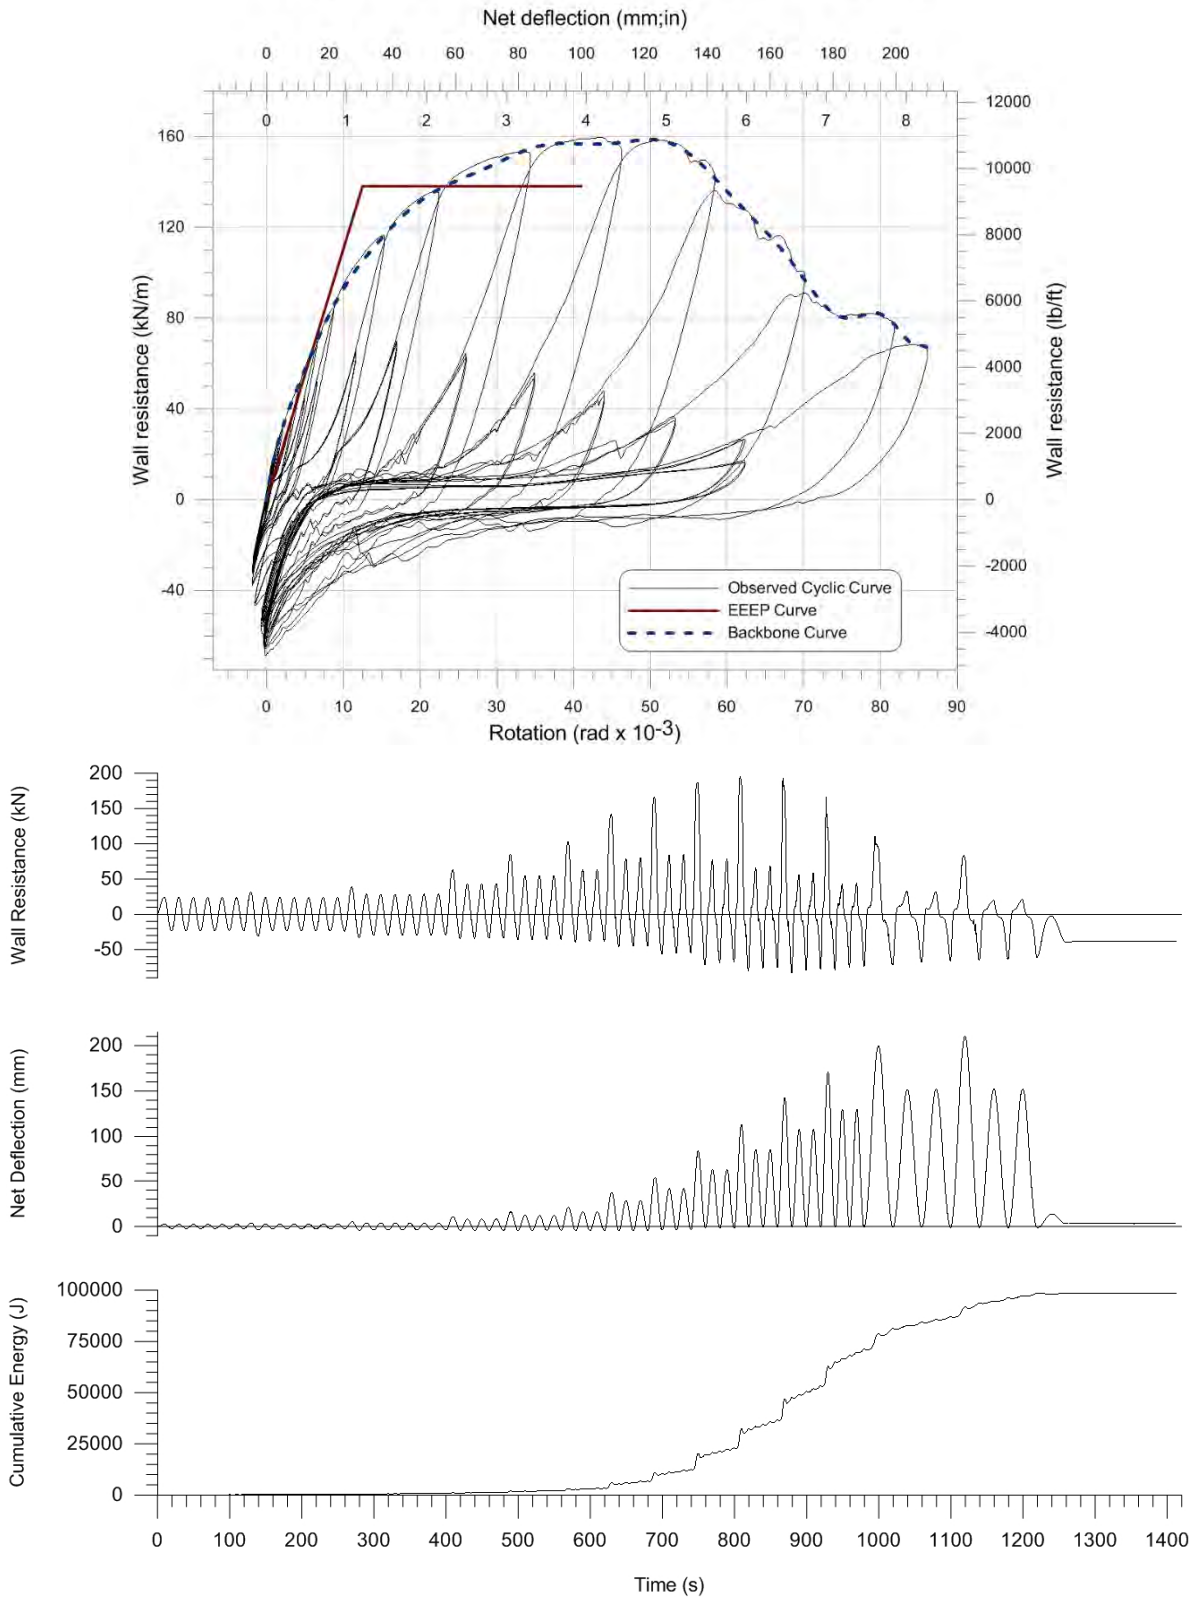 Net deflection (mm;in)
0 20 40 60 80 100 120 140 160 180 200
0 1 2 3 4 5 6 7 8
160
120
80
40
0
-40
Wall resistance (kN/m)
12000
10000
8000
6000
4000
2000
0
-2000
-4000
Wall resistance (lb/ft)
Observed Cyclic Curve
EEEP Curve
Backbone Curve
0 10 20 30 40 50 60 70 80 90
Rotation (rad x 10-3)
Wall Resistance (kN)
200
150
100
50
0
-50
Net Deflection (mm)
200
150
100
50
0
Cumulative Energy (J)
100000
75000
50000
25000
0
0 100 200 300 400 500 600 700 800 900 1000 1100 1200 1300 1400
Time (s)